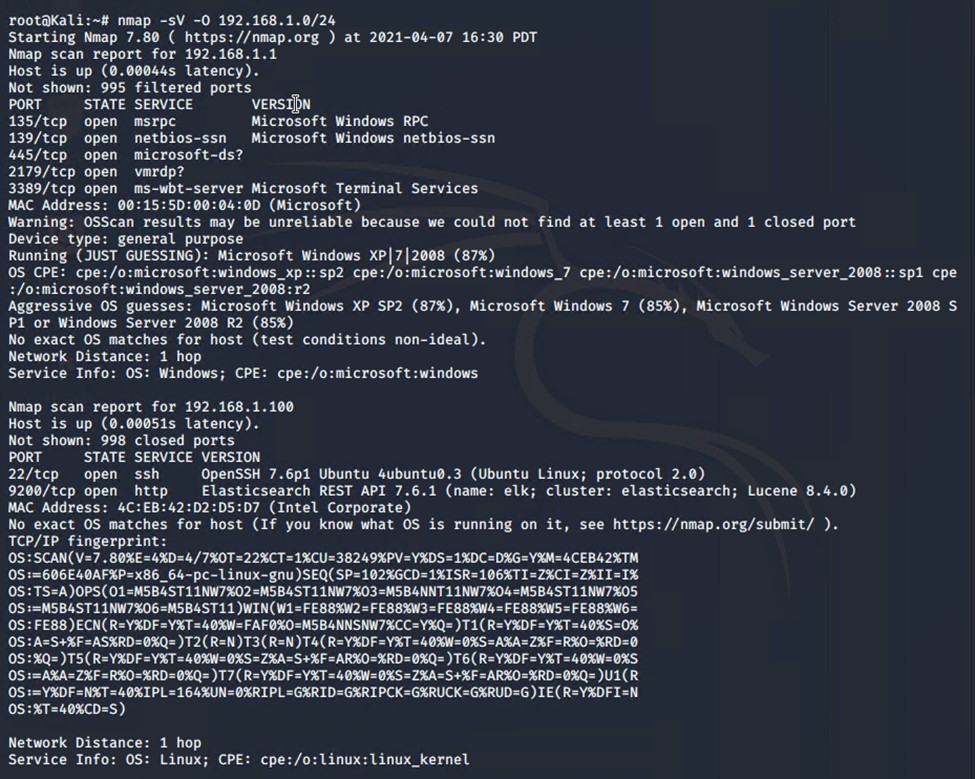 root@Kali:~# nmap -sV -O 192.168.1.0/24
Starting Nmap 7.80 ( https://nmap.org ) at 2021-04-07 16:30 PDT
Nmap scan report for 192.168.1.1
Host is up (0.00044s latency).
Not shown: 995 filtered ports
PORT     STATE SERVICE       VERSION
135/tcp  open  msrpc         Microsoft Windows RPC
139/tcp  open  netbios-ssn   Microsoft Windows netbios-ssn
445/tcp  open  microsoft-ds?
2179/tcp open  vmrdp?
3389/tcp open  ms-wbt-server Microsoft Terminal Services
MAC Address: 00:15:5D:00:04:0D (Microsoft)
Warning: OSScan results may be unreliable because we could not find at least 1 open and 1 closed port
Device type: general purpose
Running (JUST GUESSING): Microsoft Windows XP|7|2008 (87%)
OS CPE: cpe:/o:microsoft:windows_xp::sp2 cpe:/o:microsoft:windows_7 cpe:/o:microsoft:windows_server_2008::sp1 cpe
:/o:microsoft:windows_server_2008:r2
Aggressive OS guesses: Microsoft Windows XP SP2 (87%), Microsoft Windows 7 (85%), Microsoft Windows Server 2008 S
P1 or Windows Server 2008 R2 (85%)
No exact OS matches for host (test conditions non-ideal).
Network Distance: 1 hop
Service Info: OS: Windows; CPE: cpe:/o:microsoft:windows

Nmap scan report for 192.168.1.100
Host is up (0.00051s latency).
Not shown: 998 closed ports
PORT     STATE SERVICE VERSION
22/tcp   open  ssh     OpenSSH 7.6p1 Ubuntu 4ubuntu0.3 (Ubuntu Linux; protocol 2.0)
9200/tcp open  http    Elasticsearch REST API 7.6.1 (name: elk; cluster: elasticsearch; Lucene 8.4.0)
MAC Address: 4C:EB:42:D2:D5:D7 (Intel Corporate)
No exact OS matches for host (If you know what OS is running on it, see https://nmap.org/submit/ ).
TCP/IP fingerprint:
OS:SCAN(V=7.80%E=4%D=4/7%OT=22%CT=1%CU=38249%PV=Y%DS=1%DC=D%G=Y%M=4CEB42%TM
OS:=606E40AF%P=x86_64-pc-linux-gnu)SEQ(SP=102%GCD=1%ISR=106%TI=Z%CI=Z%II=I%
OS:TS=A)OPS(O1=M5B4ST11NW7%O2=M5B4ST11NW7%O3=M5B4NNT11NW7%O4=M5B4ST11NW7%O5
OS:=M5B4ST11NW7%O6=M5B4ST11)WIN(W1=FE88%W2=FE88%W3=FE88%W4=FE88%W5=FE88%W6=
OS:FE88)ECN(R=Y%DF=Y%T=40%W=FAF0%O=M5B4NNSNW7%CC=Y%Q=)T1(R=Y%DF=Y%T=40%S=O%
OS:A=S+%F=AS%RD=0%Q=)T2(R=N)T3(R=N)T4(R=Y%DF=Y%T=40%W=0%S=A%A=Z%F=R%O=%RD=0
OS:%Q=)T5(R=Y%DF=Y%T=40%W=0%S=Z%A=S+%F=AR%O=%RD=0%Q=)T6(R=Y%DF=Y%T=40%W=0%S
OS:=A%A=Z%F=R%O=%RD=0%Q=)T7(R=Y%DF=Y%T=40%W=0%S=Z%A=S+%F=AR%O=%RD=0%Q=)U1(R
OS:=Y%DF=N%T=40%IPL=164%UN=0%RIPL=G%RID=G%RIPCK=G%RUCK=G%RUD=G)IE(R=Y%DFI=N
OS:%T=40%CD=S)

Network Distance: 1 hop
Service Info: OS: Linux; CPE: cpe:/o:linux:linux_kernel